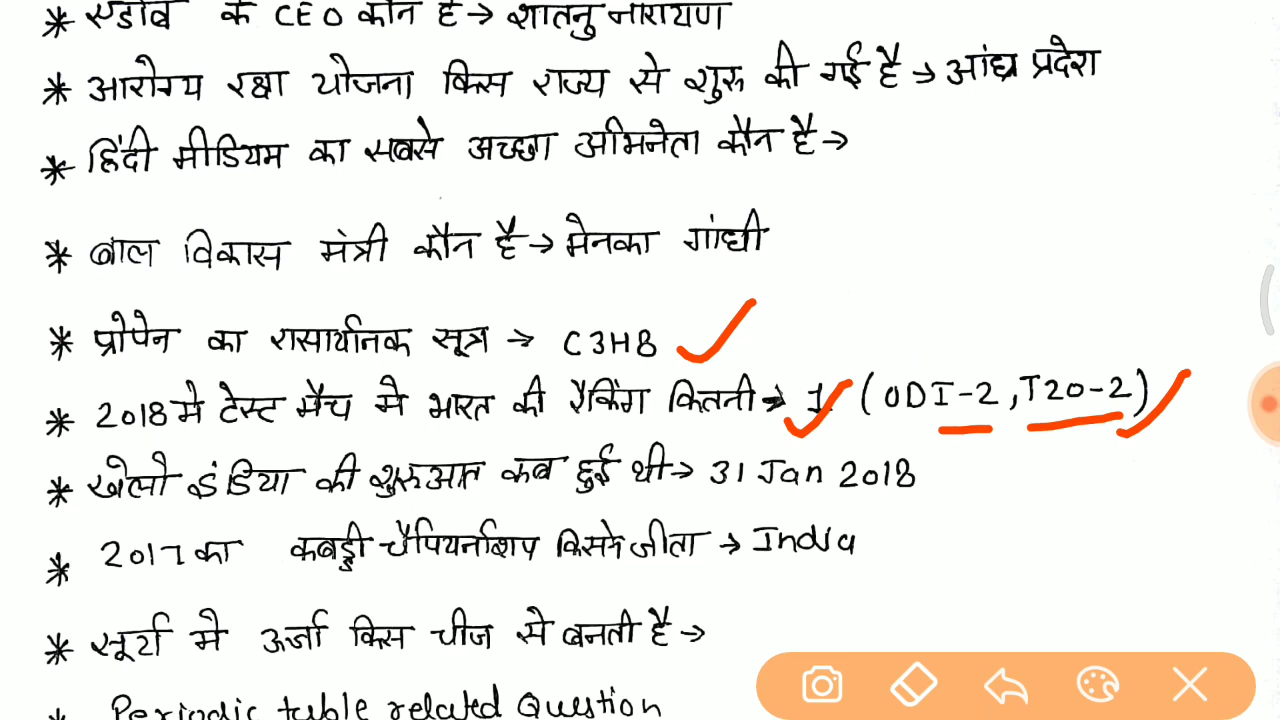 * एडोब के CEO कौन है → शांतनु नारायण
* आरोग्य रक्षा योजना किस राज्य से शुरु की गई है → आंध्र प्रदेश
* हिंदी मीडियम का सबसे अच्छा अभिनेता कौन है →
* बाल विकास मंत्री कौन है → मेनका गांधी
* प्रोपेन का रासायनिक सूत्र → C3H8
* 2018 मे टेस्ट मैच मे भारत की रैंकिंग कितनी → 1 (ODI-2, T20-2)
* खेलो इंडिया की शुरुआत कब हुई थी → 31 Jan 2018
* 2017 का कबड्डी चैंपियनशिप किसने जीता → India
* सूर्य मे ऊर्जा किस चीज से बनती है →
* Periodic table related Question